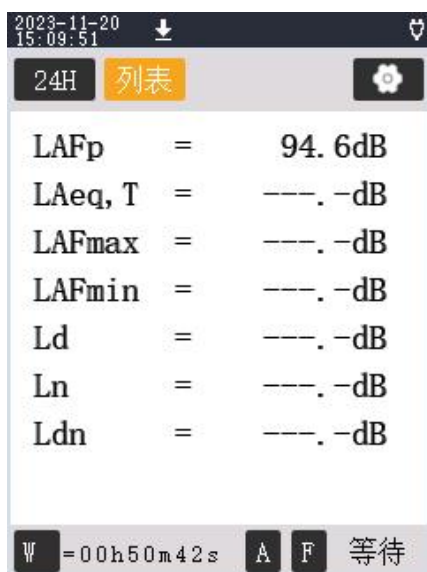 2023-11-20
15:09:51
24H 列表
LAFp = 94.6dB
LAeq,T = ---.-dB
LAFmax = ---.-dB
LAFmin = ---.-dB
Ld = ---.-dB
Ln = ---.-dB
Ldn = ---.-dB
W =00h50m42s A F 等待